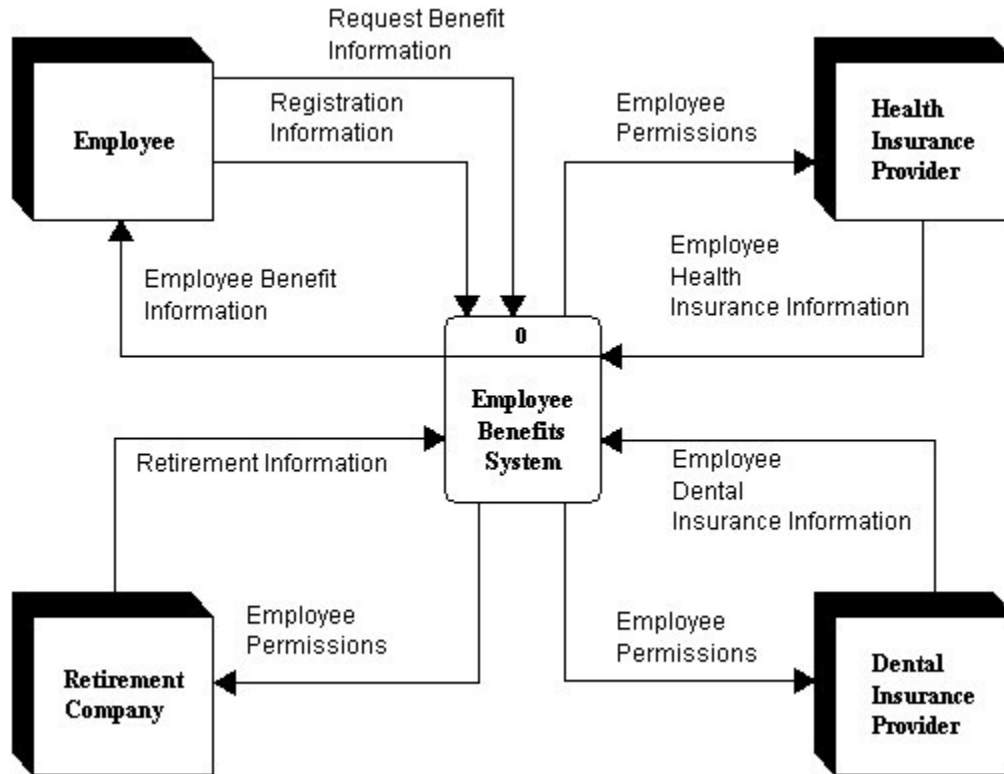 Request Benefit
Information
Registration
Information
Employee
Employee
Permissions
Health
Insurance
Provider
Employee Benefit
Information
Employee
Health
Insurance Information
0
Employee
Benefits
System
Retirement Information
Employee
Dental
Insurance Information
Employee
Permissions
Employee
Permissions
Retirement
Company
Dental
Insurance
Provider